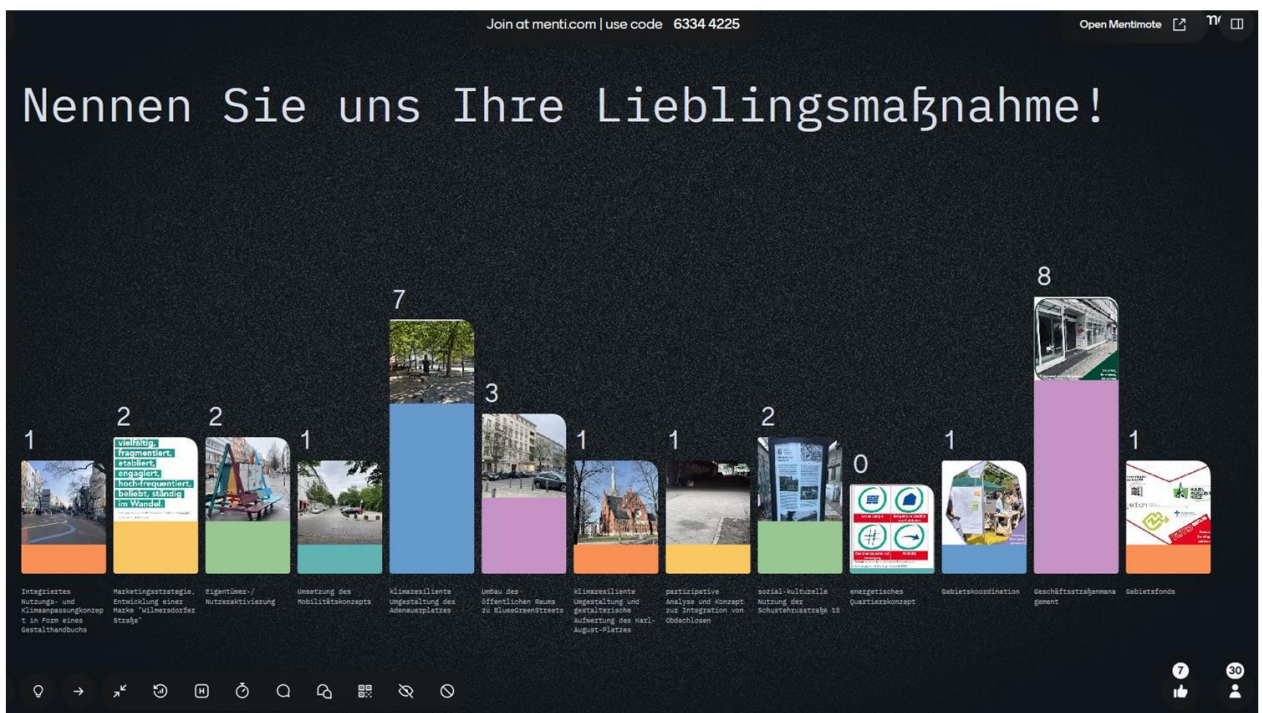 Join at menti.com | use code 6334 4225
Open Mentimote
Nennen Sie uns Ihre Lieblingsmaßnahme!
1
2
2
1
7
3
1
1
2
0
1
8
1
vielfältig,
fragmentiert,
etabliert,
engagiert,
hoch-frequentiert,
beliebt, ständig
im Wandel.
Integriertes
Nutzungs- und
Klimaanpassungkonzep
t in Form eines
Gestalthandbuchs
Marketingsstrategie,
Entwicklung einer
Marke "Wilmersdorfer
Straße"
Eigentümer-/
Nutzeraktivierung
Umsetzung des
Mobilitätskonzepts
klimaresiliente
Umgestaltung des
Adenauerplatzes
Umbau des
öffentlichen Raums
zu BlueGreenStreets
klimaresiliente
Umgestaltung und
gestalterische
Aufwertung des Karl-
August-Platzes
partizipative
Analyse und Konzept
zur Integration von
Obdachlosen
sozial-kulturelle
Nutzung der
Schustehrusstraße 13
energetisches
Quartierskonzept
Gebietskoordination
Geschäftsstraßenmana
gement
Gebietsfonds
7
30